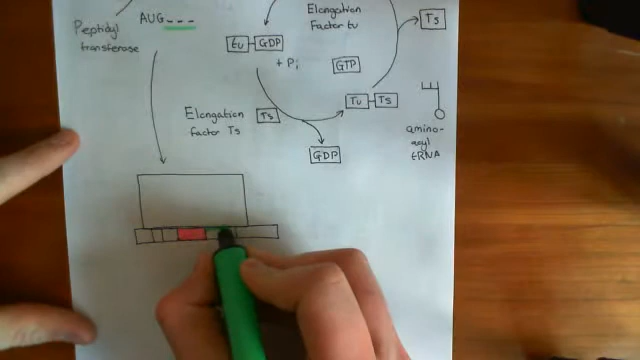 Peptidyl
transferase
AUG _ _ _
Elongation
Factor tu
Ts
Eu GDP
+ Pi
GTP
Tu Ts
Elongation
factor Ts
Ts
GDP
amino-
acyl
tRNA